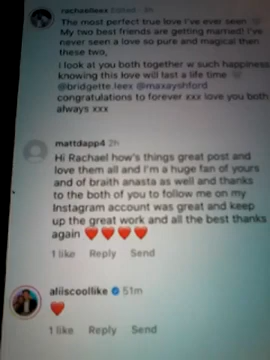 rachaelleex Edited · 3h
The most perfect true love I've ever seen 🤍
My two best friends are getting married! I've
never seen a love so pure and magical then
these two,
I look at you both together w such happiness
knowing this love will last a life time 🤍
@bridgette.leex @maxayshford
congratulations to forever xxx love you both
always xxx
mattdapp4 2h
Hi Rachael how's things great post and
love them all and i'm a huge fan of yours
and of braith anasta as well and thanks
to the both of you to follow me on my
Instagram account was great and keep
up the great work and all the best thanks
again ❤️❤️❤️❤️
1 like Reply Send
aliiscoollike 51m
❤️
1 like Reply Send